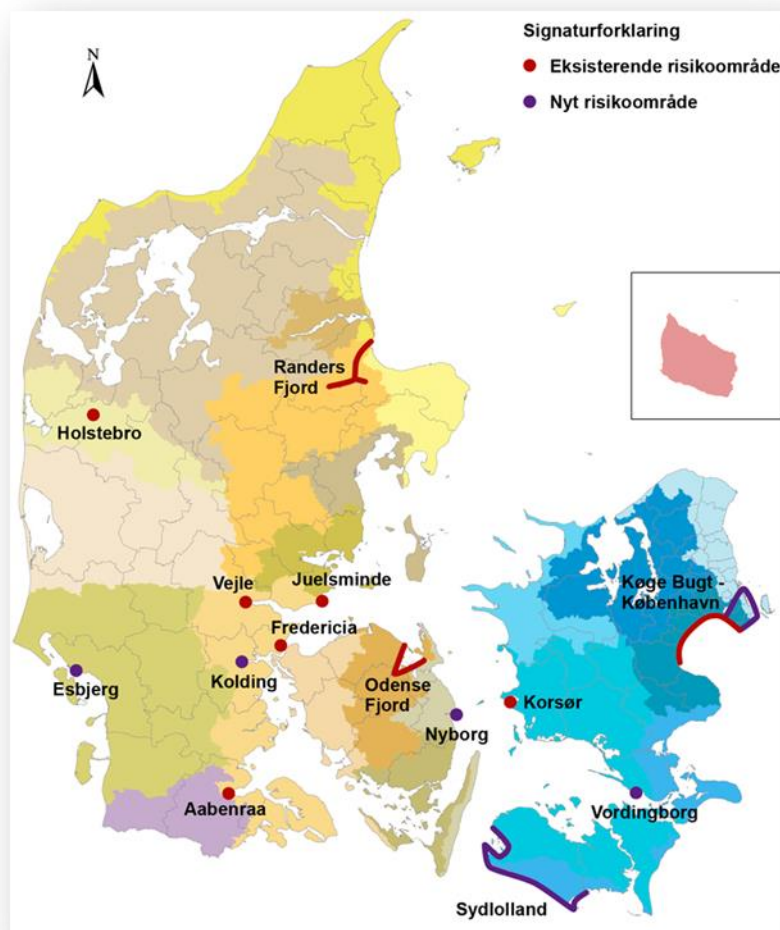 N
Signaturforklaring
Eksisterende risikoområde
Nyt risikoområde
Randers
Fjord
Holstebro
Vejle
Juelsminde
Køge Bugt -
København
Fredericia
Esbjerg
Kolding
Odense
Fjord
Nyborg
Korsør
Aabenraa
Vordingborg
Sydlolland